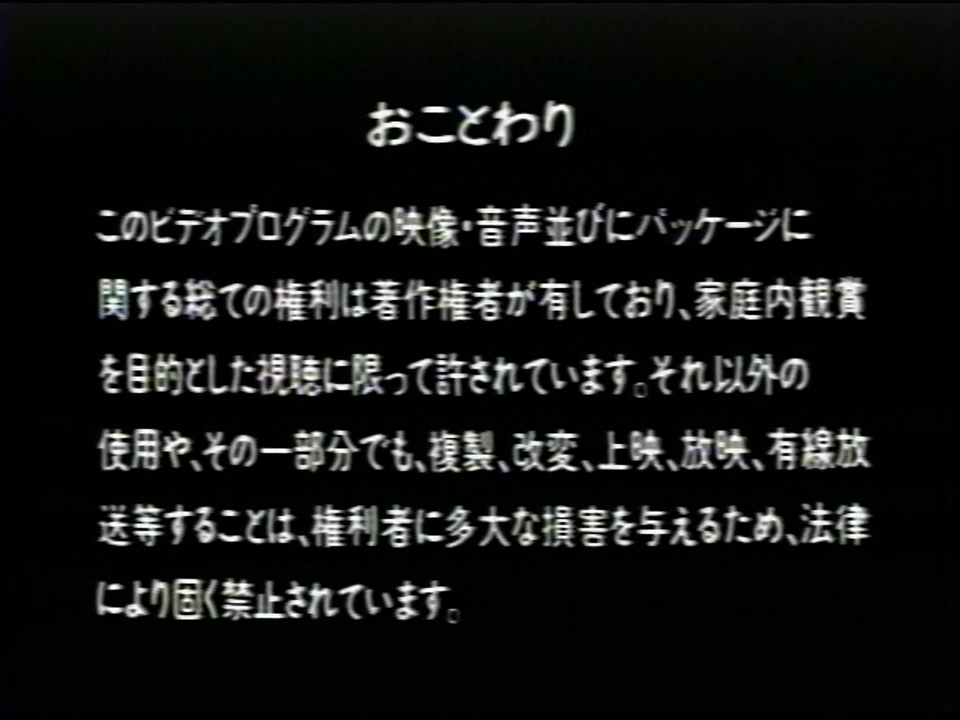 おことわり
このビデオプログラムの映像・音声並びにパッケージに
関する総ての権利は著作権者が有しており、家庭内観賞
を目的とした視聴に限って許されています。それ以外の
使用や、その一部分でも、複製、改変、上映、放映、有線放
送等することは、権利者に多大な損害を与えるため、法律
により固く禁止されています。